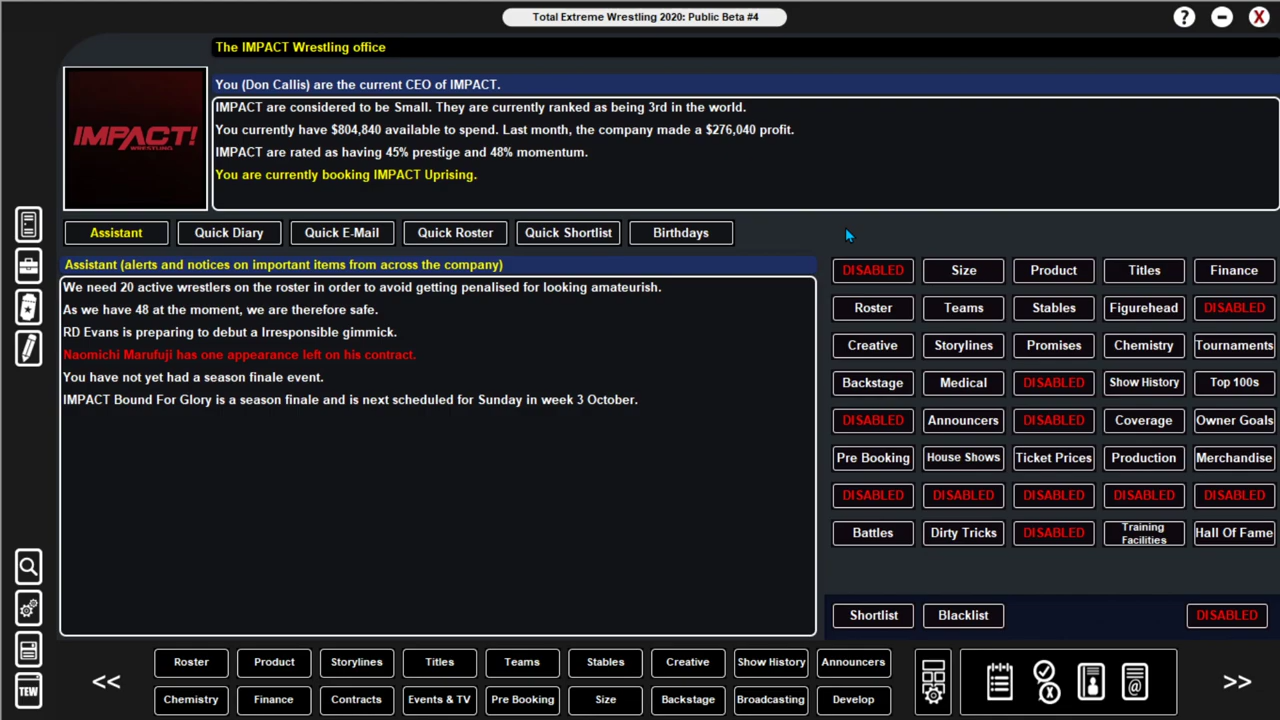 Total Extreme Wrestling 2020: Public Beta #4
?
X
The IMPACT Wrestling office
IMPACT!
WRESTLING
You (Don Callis) are the current CEO of IMPACT.
IMPACT are considered to be Small. They are currently ranked as being 3rd in the world.
You currently have $804,840 available to spend. Last month, the company made a $276,040 profit.
IMPACT are rated as having 45% prestige and 48% momentum.
You are currently booking IMPACT Uprising.
Assistant Quick Diary Quick E-Mail Quick Roster Quick Shortlist Birthdays
Assistant (alerts and notices on important items from across the company)
We need 20 active wrestlers on the roster in order to avoid getting penalised for looking amateurish.
As we have 48 at the moment, we are therefore safe.
RD Evans is preparing to debut a Irresponsible gimmick.
Naomichi Marufuji has one appearance left on his contract.
You have not yet had a season finale event.
IMPACT Bound For Glory is a season finale and is next scheduled for Sunday in week 3 October.
DISABLED Size Product Titles Finance
Roster Teams Stables Figurehead DISABLED
Creative Storylines Promises Chemistry Tournaments
Backstage Medical DISABLED Show History Top 100s
DISABLED Announcers DISABLED Coverage Owner Goals
Pre Booking House Shows Ticket Prices Production Merchandise
DISABLED DISABLED DISABLED DISABLED DISABLED
Battles Dirty Tricks DISABLED Training Facilities Hall Of Fame
Shortlist Blacklist DISABLED
TEW
<< Roster Product Storylines Titles Teams Stables Creative Show History Announcers >>
Chemistry Finance Contracts Events & TV Pre Booking Size Backstage Broadcasting Develop
@